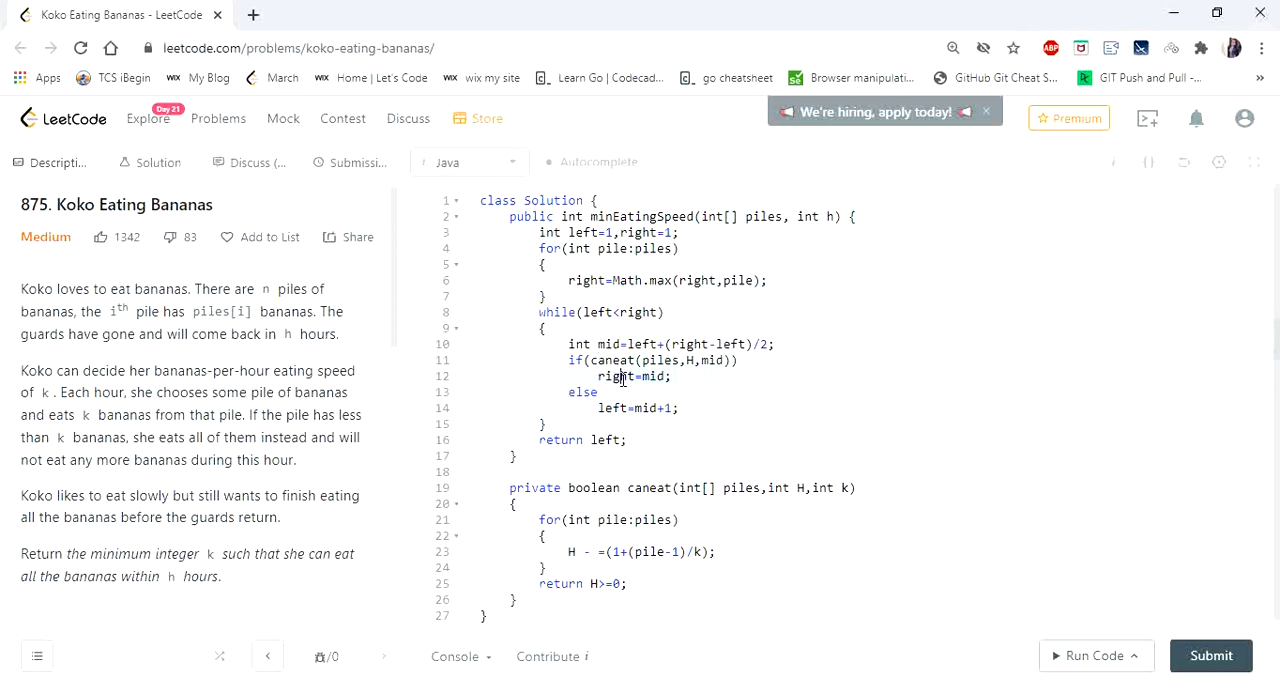 Koko Eating Bananas - LeetCode
leetcode.com/problems/koko-eating-bananas/
ABP
Apps TCS iBegin WIX My Blog March WIX Home | Let's Code WIX wix my site Learn Go | Codecad... go cheatsheet Se Browser manipulati... GitHub Git Cheat S... GIT Push and Pull -... »
LeetCode Explore Day 21 Problems Mock Contest Discuss Store We're hiring, apply today! × Premium
Descripti... Solution Discuss (... Submissi... i Java Autocomplete i { }
875. Koko Eating Bananas
Medium 1342 83 Add to List Share
Koko loves to eat bananas. There are n piles of
bananas, the ith pile has piles[i] bananas. The
guards have gone and will come back in h hours.
Koko can decide her bananas-per-hour eating speed
of k. Each hour, she chooses some pile of bananas
and eats k bananas from that pile. If the pile has less
than k bananas, she eats all of them instead and will
not eat any more bananas during this hour.
Koko likes to eat slowly but still wants to finish eating
all the bananas before the guards return.
Return the minimum integer k such that she can eat
all the bananas within h hours.
1 class Solution {
2 public int minEatingSpeed(int[] piles, int h) {
3 int left=1,right=1;
4 for(int pile:piles)
5 {
6 right=Math.max(right,pile);
7 }
8 while(left<right)
9 {
10 int mid=left+(right-left)/2;
11 if(caneat(piles,H,mid))
12 right=mid;
13 else
14 left=mid+1;
15 }
16 return left;
17 }
18
19 private boolean caneat(int[] piles,int H,int k)
20 {
21 for(int pile:piles)
22 {
23 H - =(1+(pile-1)/k);
24 }
25 return H>=0;
26 }
27 }
/0 Console Contribute i Run Code Submit